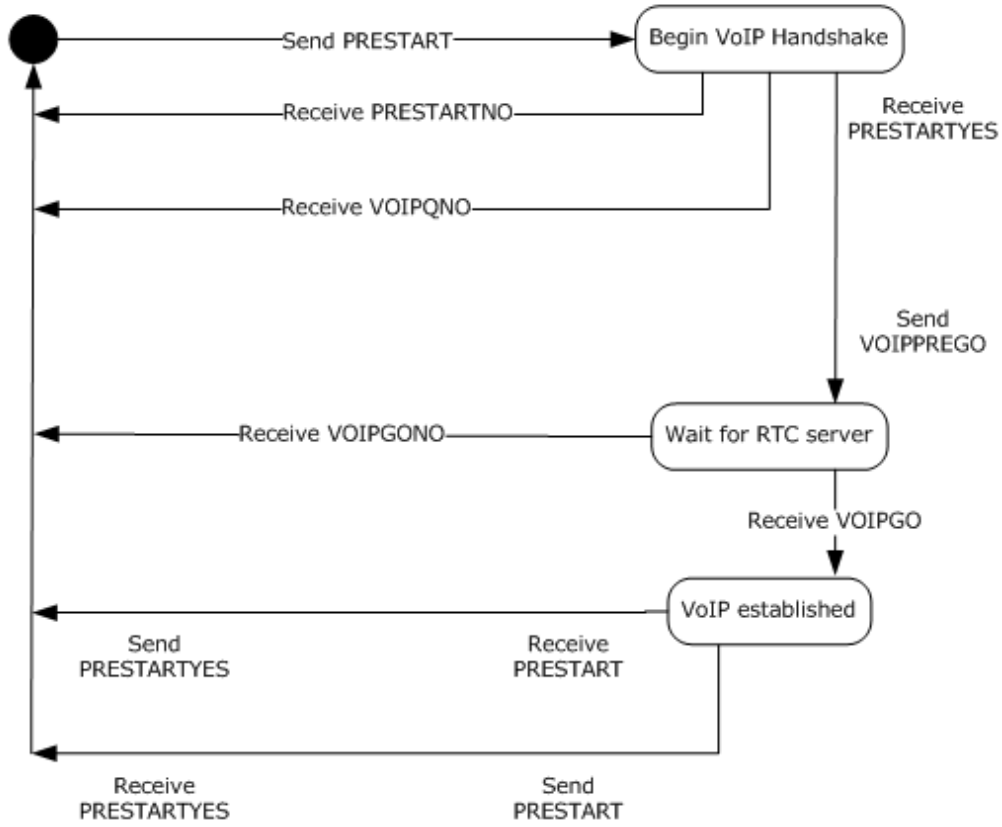 Send PRESTART
Begin VoIP Handshake
Receive PRESTARTNO
Receive
PRESTARTYES
Receive VOIPQNO
Send
VOIPPREGO
Receive VOIPGONO
Wait for RTC server
Receive VOIPGO
VoIP established
Send
PRESTARTYES
Receive
PRESTART
Receive
PRESTARTYES
Send
PRESTART